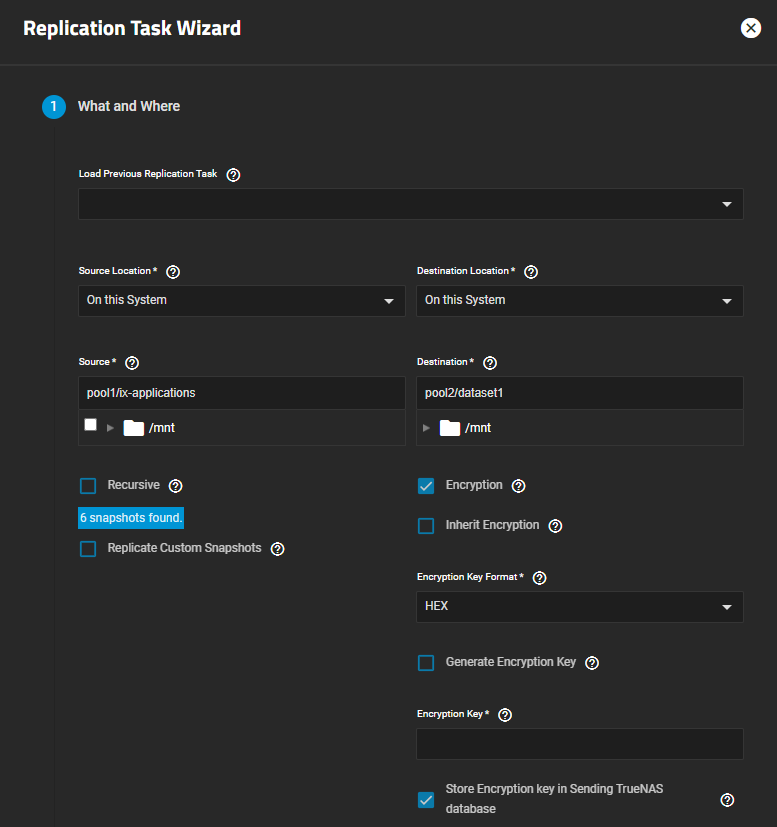 Replication Task Wizard
1 What and Where
Load Previous Replication Task ?
Source Location * ?
Destination Location * ?
On this System
On this System
Source * ?
Destination * ?
pool1/ix-applications
pool2/dataset1
/mnt
/mnt
Recursive ?
Encryption ?
6 snapshots found.
Inherit Encryption ?
Replicate Custom Snapshots ?
Encryption Key Format * ?
HEX
Generate Encryption Key ?
Encryption Key * ?
Store Encryption key in Sending TrueNAS
database ?